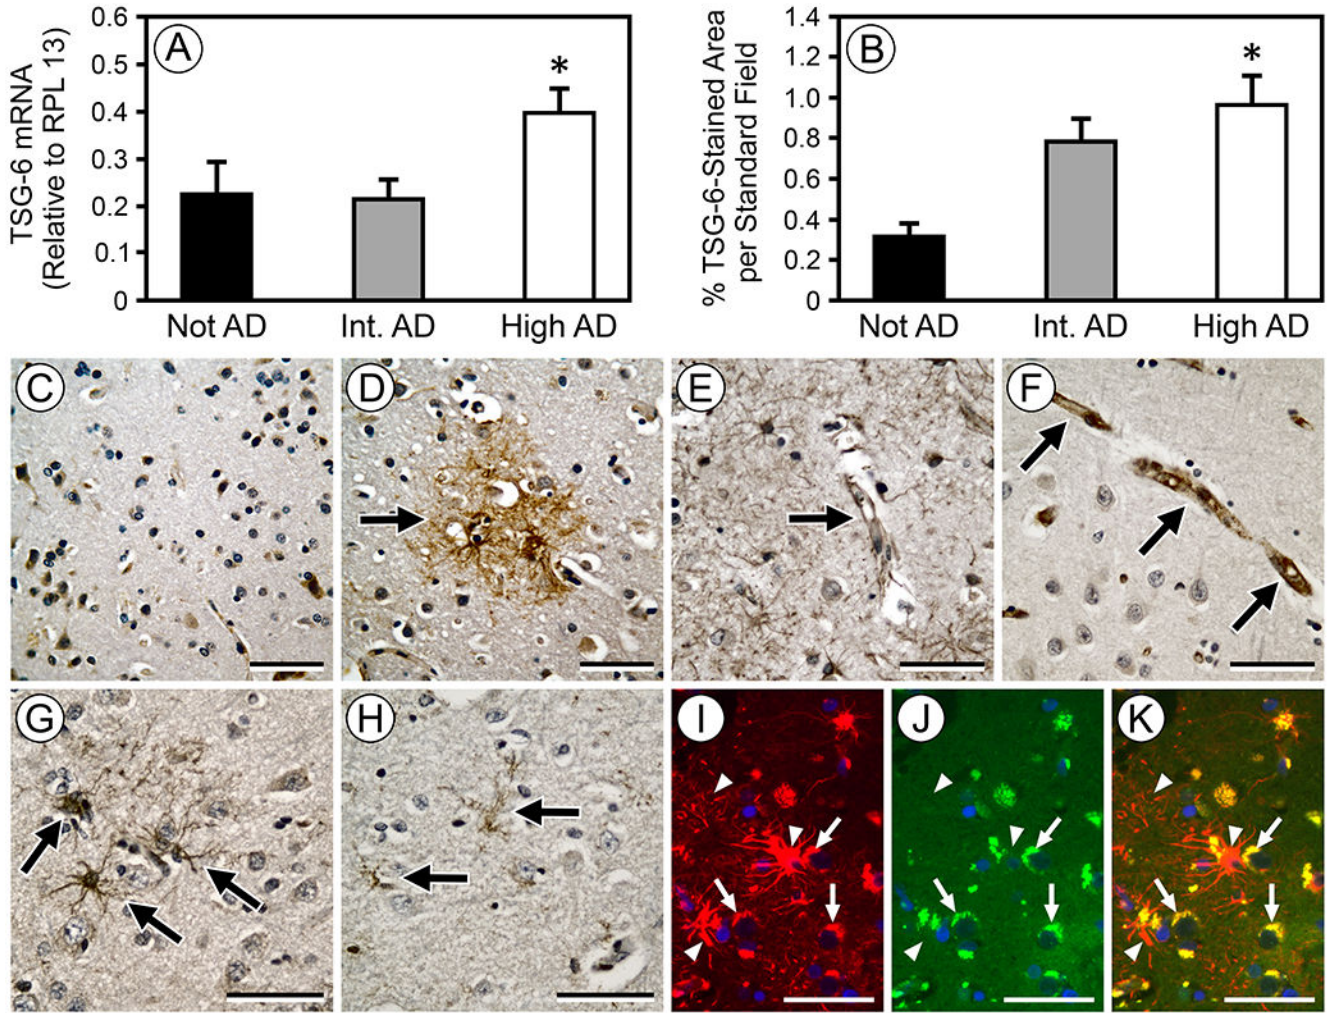 TSG-6 mRNA
(Relative to RPL 13)
0.6
0.5
0.4
0.3
0.2
0.1
0
A
*
Not AD
Int. AD
High AD
% TSG-6-Stained Area
per Standard Field
1.4
1.2
1.0
0.8
0.6
0.4
0.2
0
B
*
Not AD
Int. AD
High AD
C
D
E
F
G
H
I
J
K